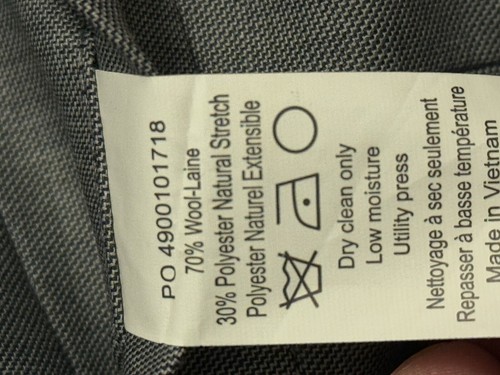 PO 4900101718
70% Wool-Laine
30% Polyester Natural Stretch
Polyester Naturel Extensible
Dry clean only
Low moisture
Utility press
Nettoyage à sec seulement
Repasser à basse température
Made in Vietnam